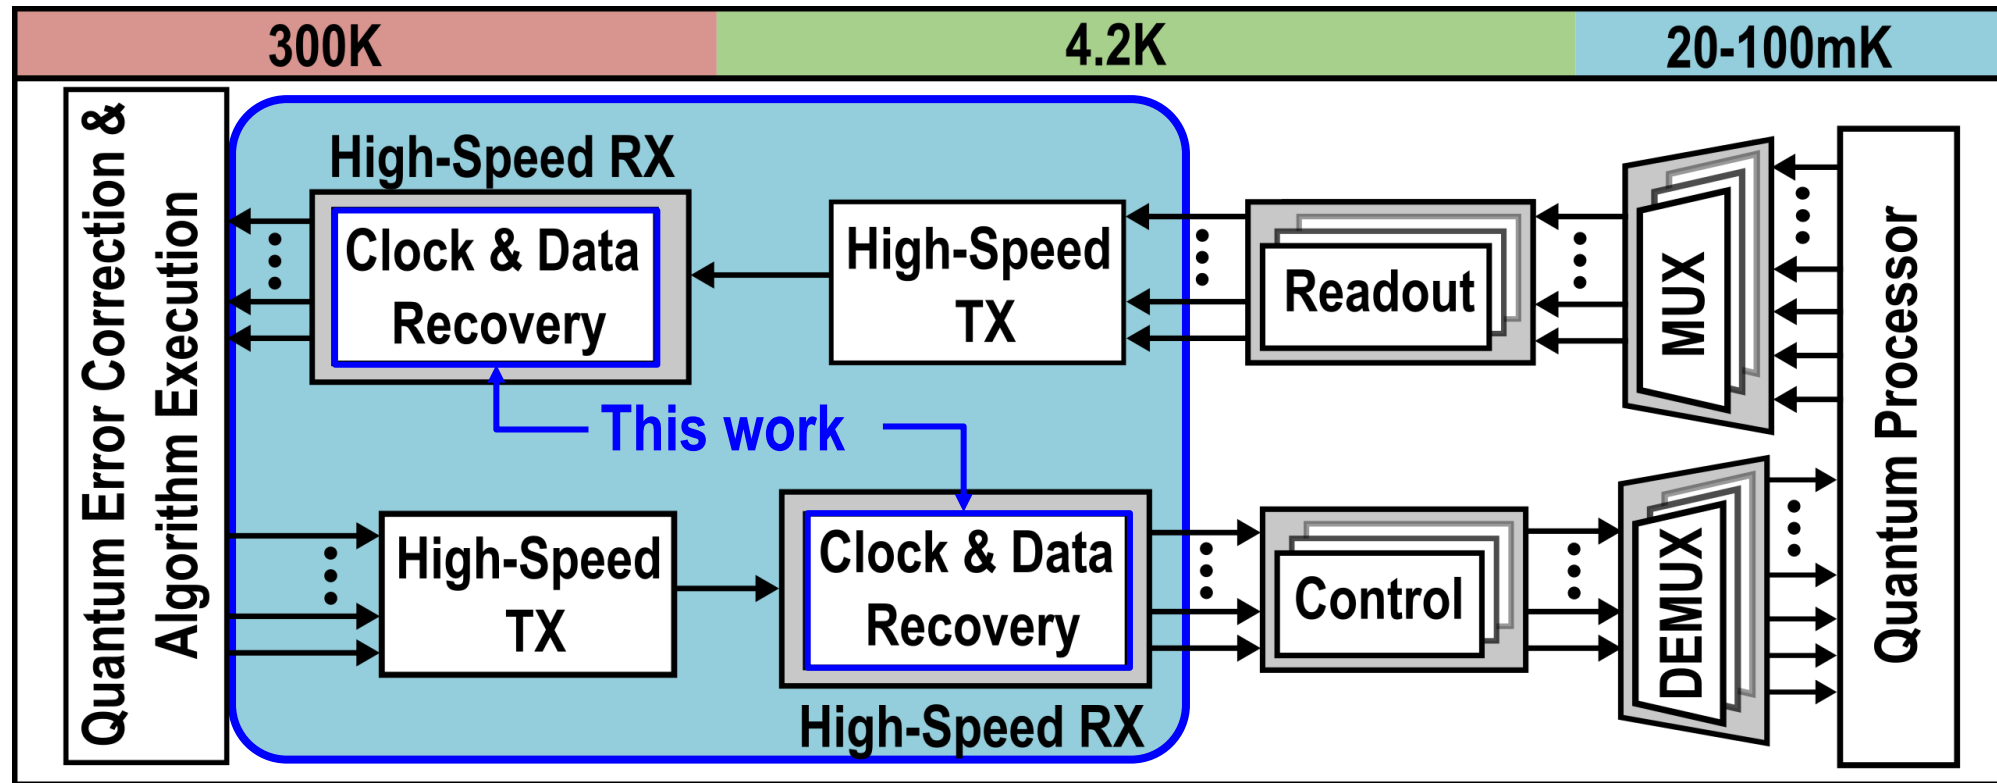 300K
4.2K
20-100mK
Quantum Error Correction &
Algorithm Execution
High-Speed RX
Clock & Data
Recovery
High-Speed
TX
Readout
MUX
Quantum Processor
This work
High-Speed
TX
Clock & Data
Recovery
High-Speed RX
Control
DEMUX